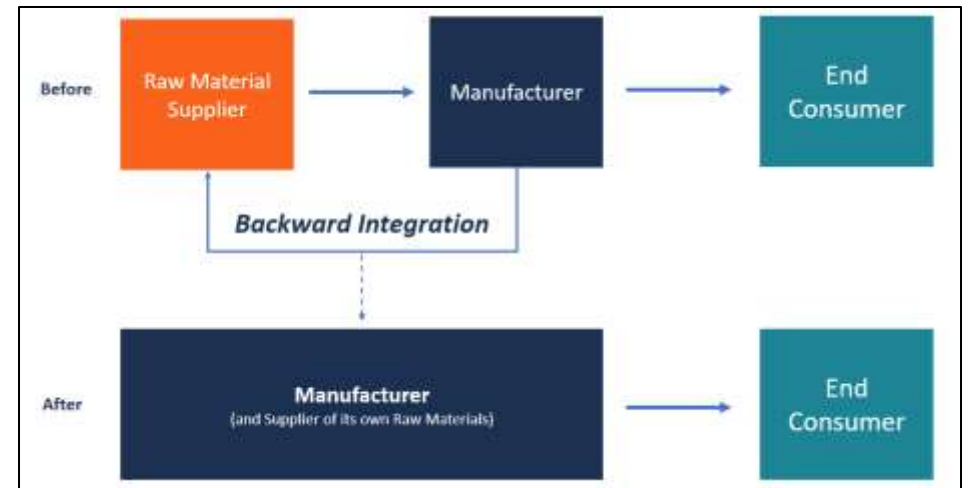 Before
Raw Material
Supplier
Manufacturer
End
Consumer
Backward Integration
After
Manufacturer
(and Supplier of its own Raw Materials)
End
Consumer